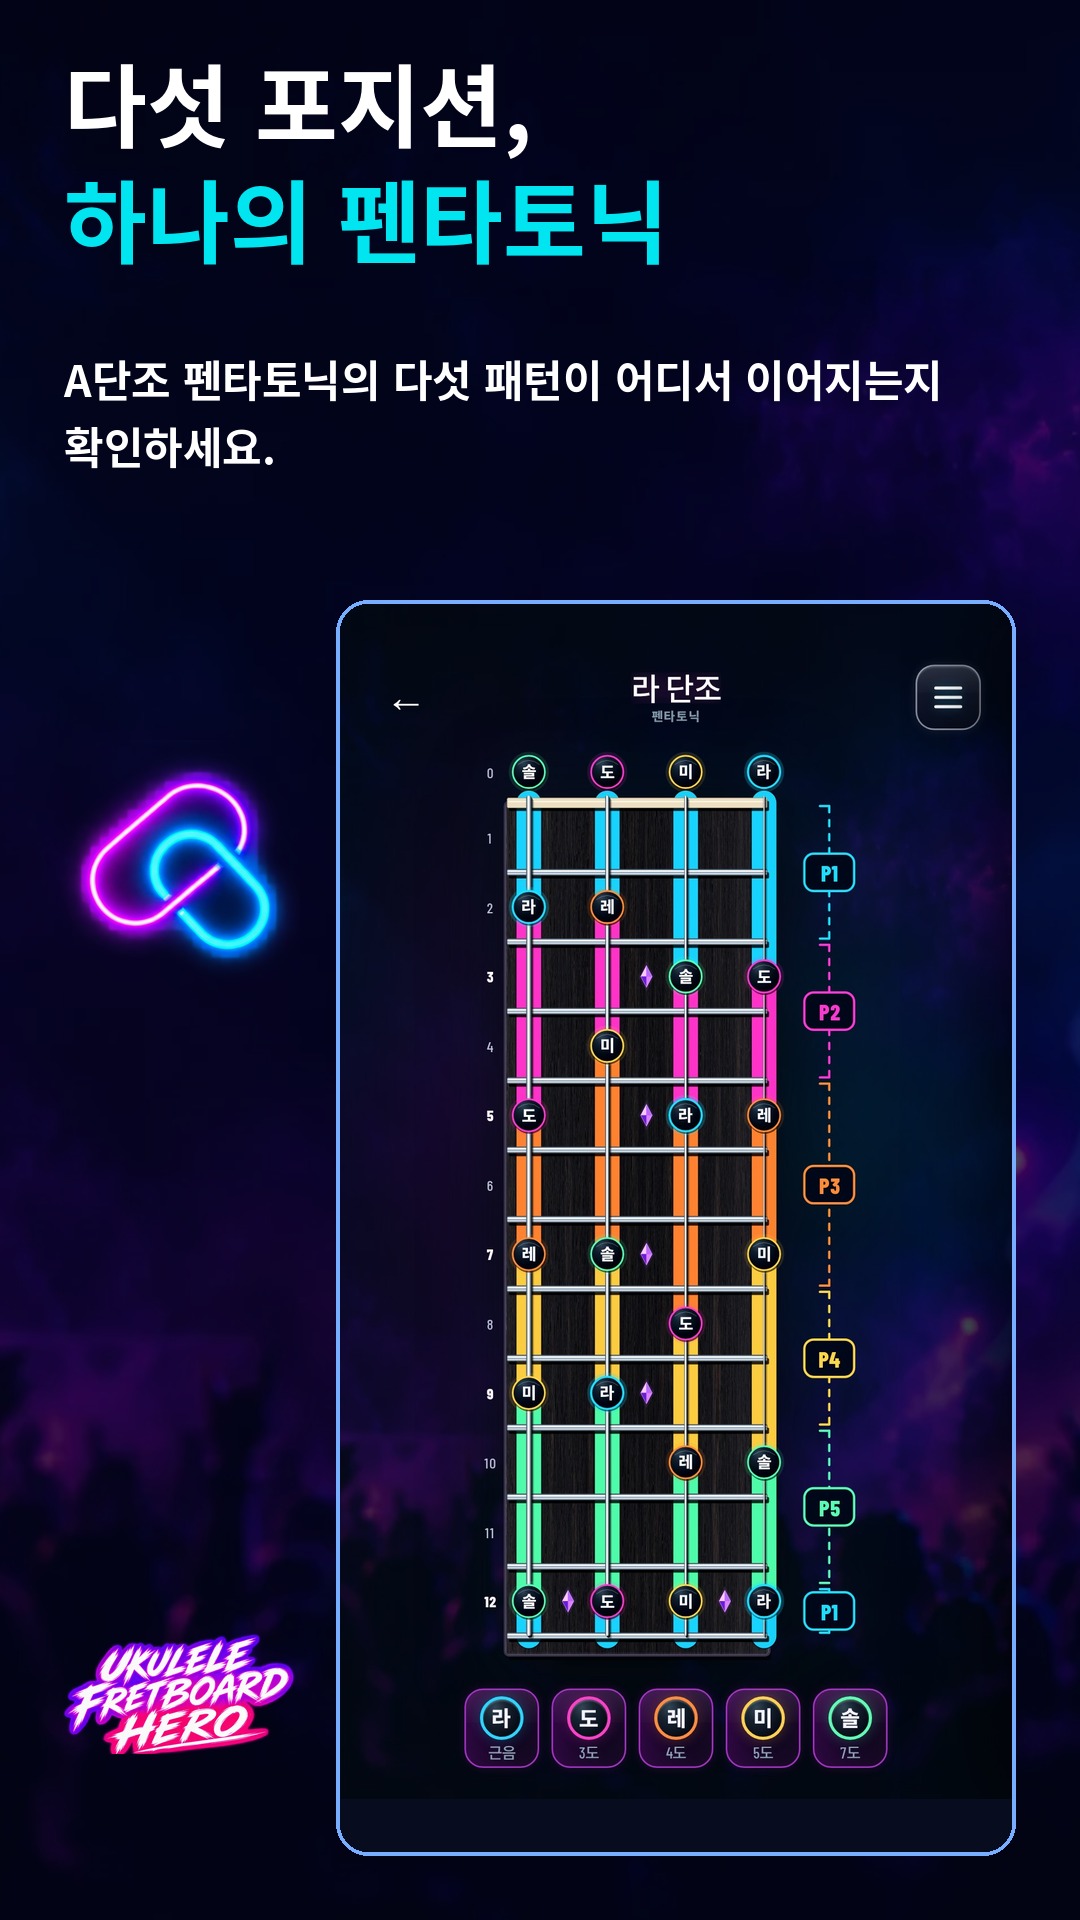 다섯 포지션,
하나의 펜타토닉
A단조 펜타토닉의 다섯 패턴이 어디서 이어지는지
확인하세요.
←
라 단조
펜타토닉
0 솔 도 미 라
1
P1
2 라 레
3 솔 도
P2
4 미
5 도 라 레
6
P3
7 레 솔 미
8 도
P4
9 미 라
10 레 솔
P5
11
12 솔 도 미 라
P1
라 도 레 미 솔
근음 3도 4도 5도 7도
UKULELE
FRETBOARD
HERO